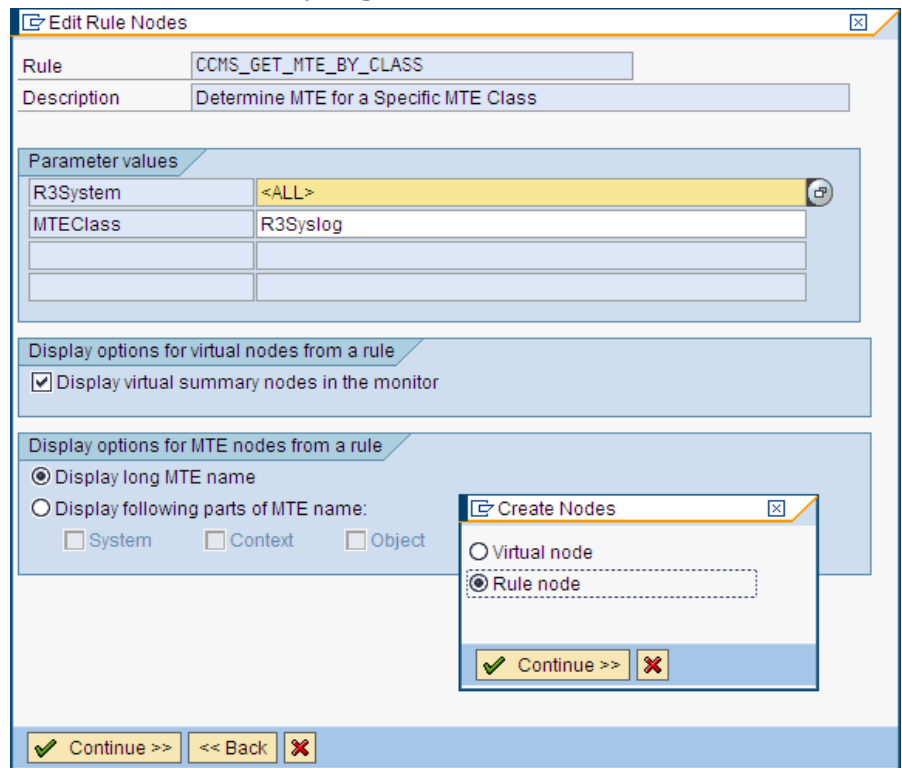 Edit Rule Nodes
Rule CCMS_GET_MTE_BY_CLASS
Description Determine MTE for a Specific MTE Class
Parameter values
R3System <ALL>
MTEClass R3Syslog
Display options for virtual nodes from a rule
Display virtual summary nodes in the monitor
Display options for MTE nodes from a rule
Display long MTE name
Display following parts of MTE name:
System Context Object
Create Nodes
Virtual node
Rule node
Continue >>
Continue >> << Back